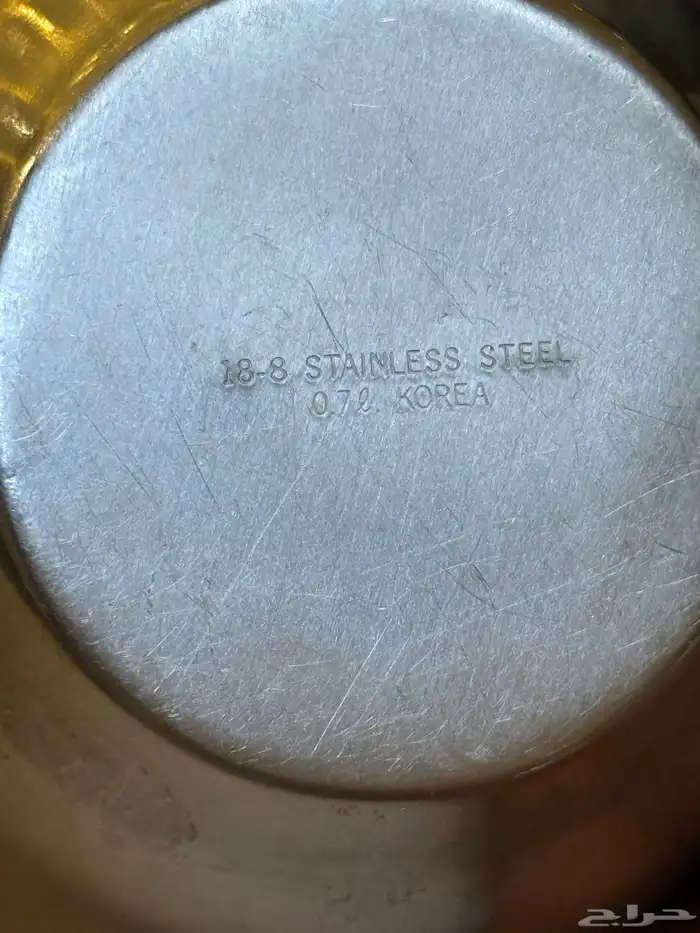 18-8 STAINLESS STEEL
0.7ℓ. KOREA
حراج